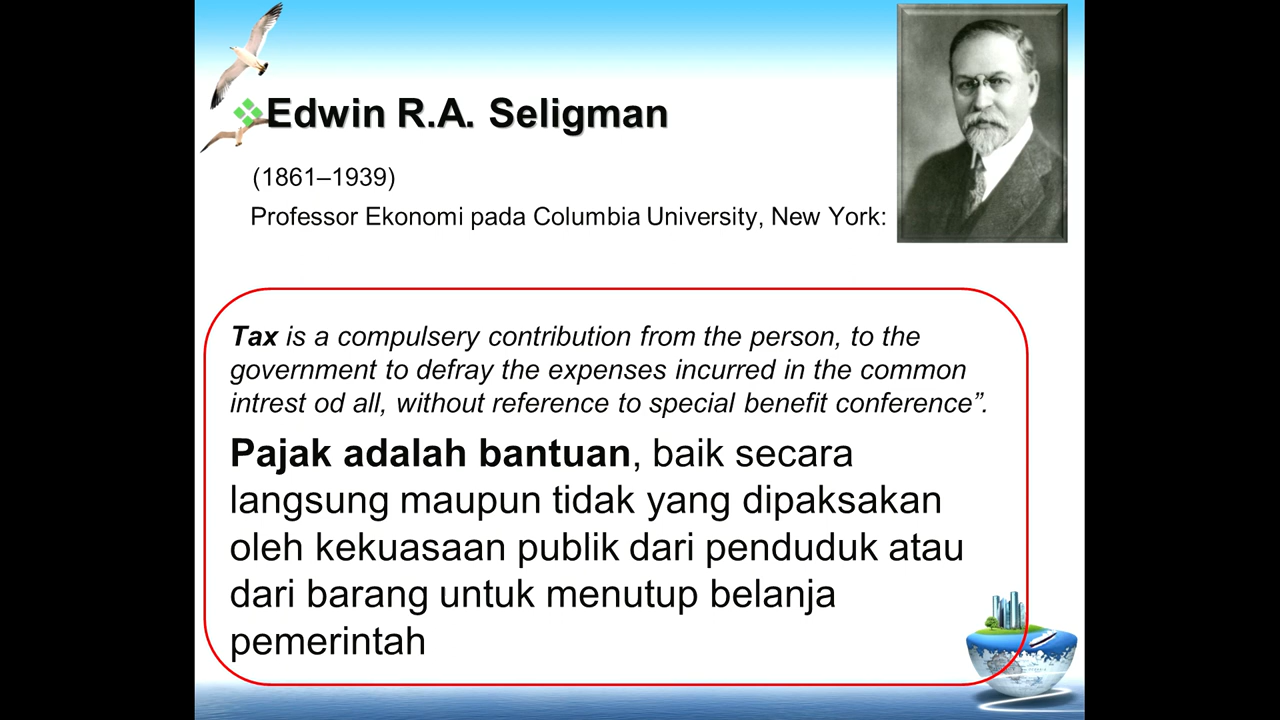 Edwin R.A. Seligman
(1861–1939)
Professor Ekonomi pada Columbia University, New York:
Tax is a compulsery contribution from the person, to the
government to defray the expenses incurred in the common
intrest od all, without reference to special benefit conference”.
Pajak adalah bantuan, baik secara
langsung maupun tidak yang dipaksakan
oleh kekuasaan publik dari penduduk atau
dari barang untuk menutup belanja
pemerintah